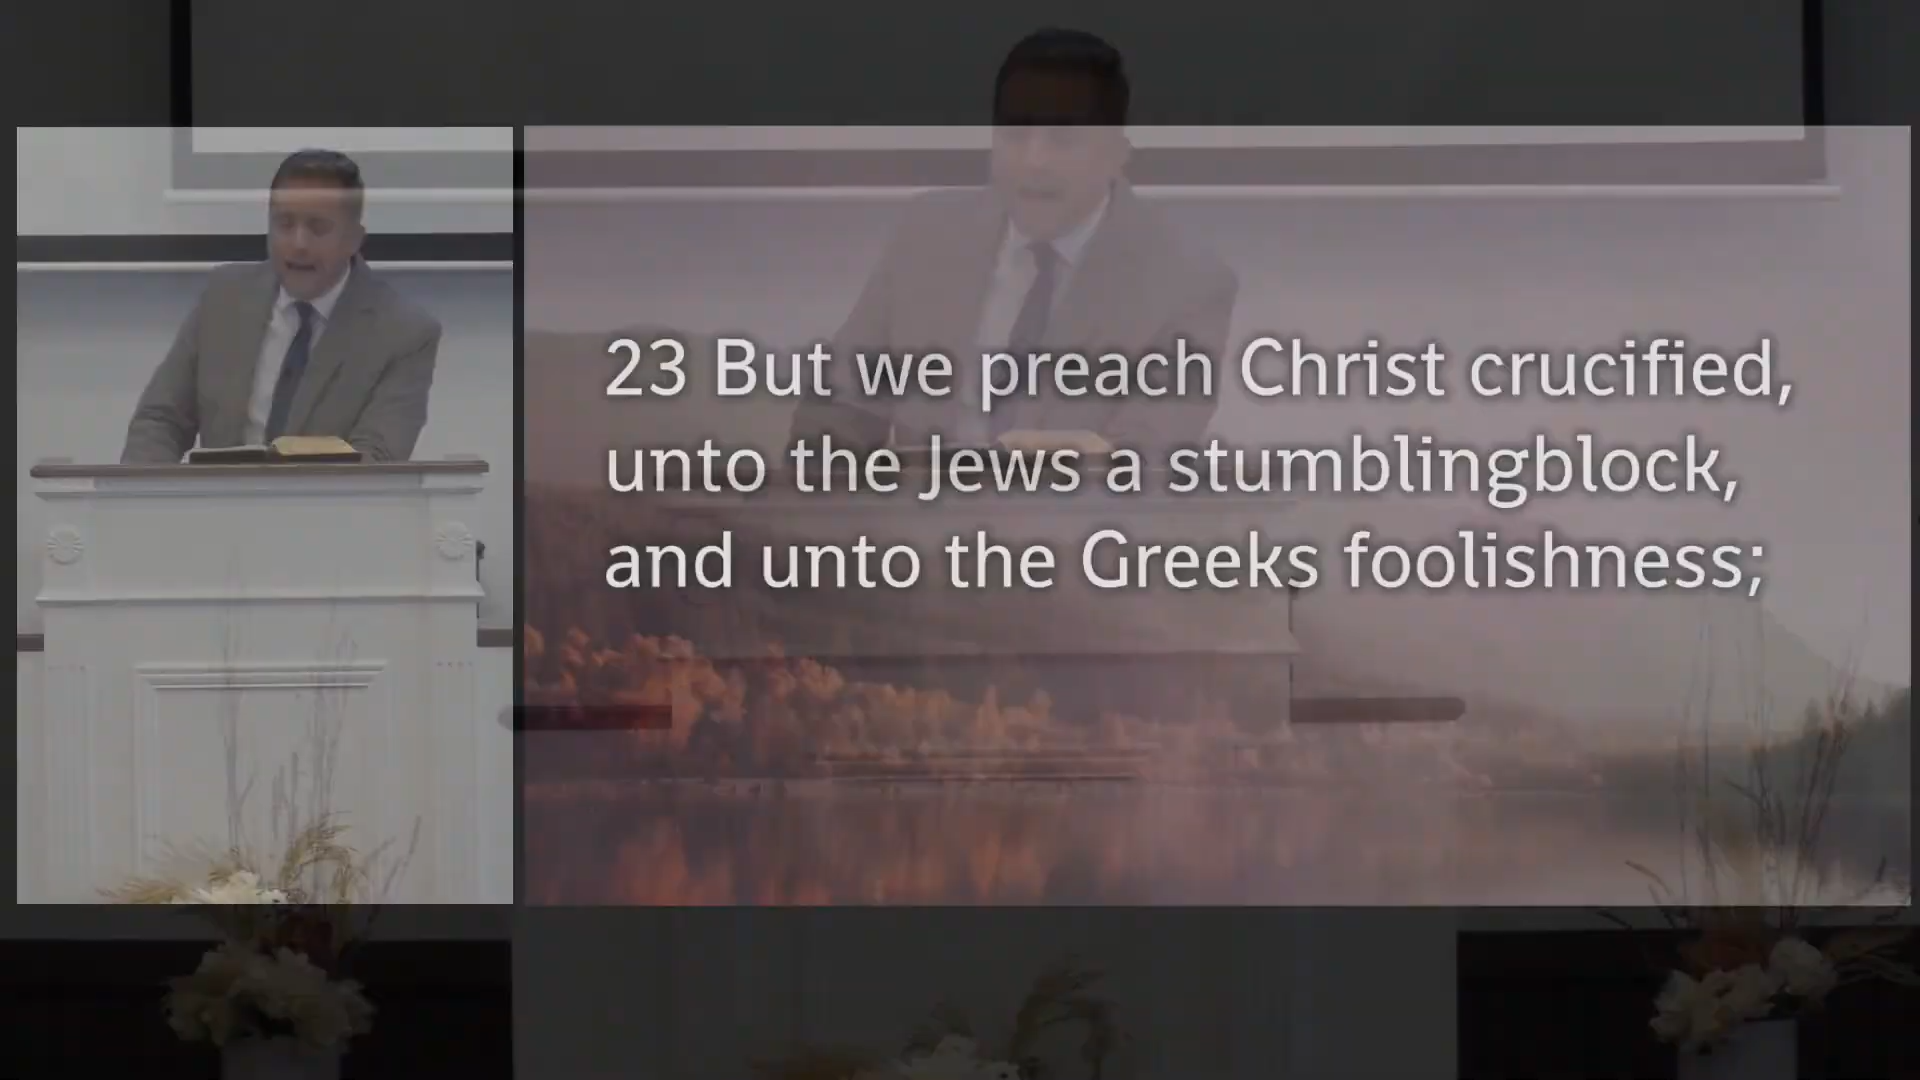 23 But we preach Christ crucified,
unto the Jews a stumblingblock,
and unto the Greeks foolishness;